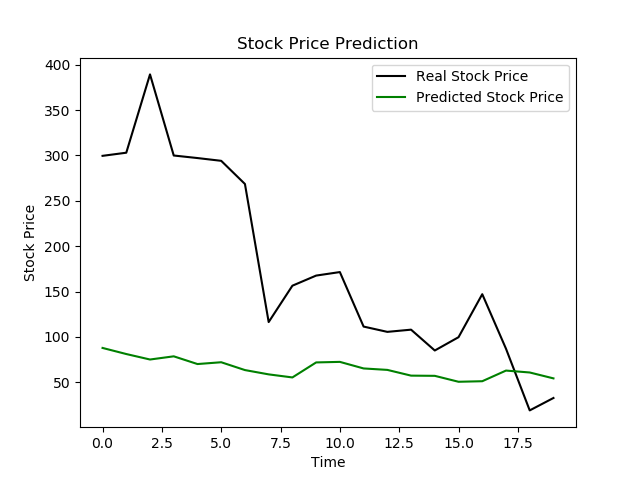 Stock Price Prediction
Real Stock Price
Predicted Stock Price
Stock Price
400
350
300
250
200
150
100
50
0.0 2.5 5.0 7.5 10.0 12.5 15.0 17.5
Time